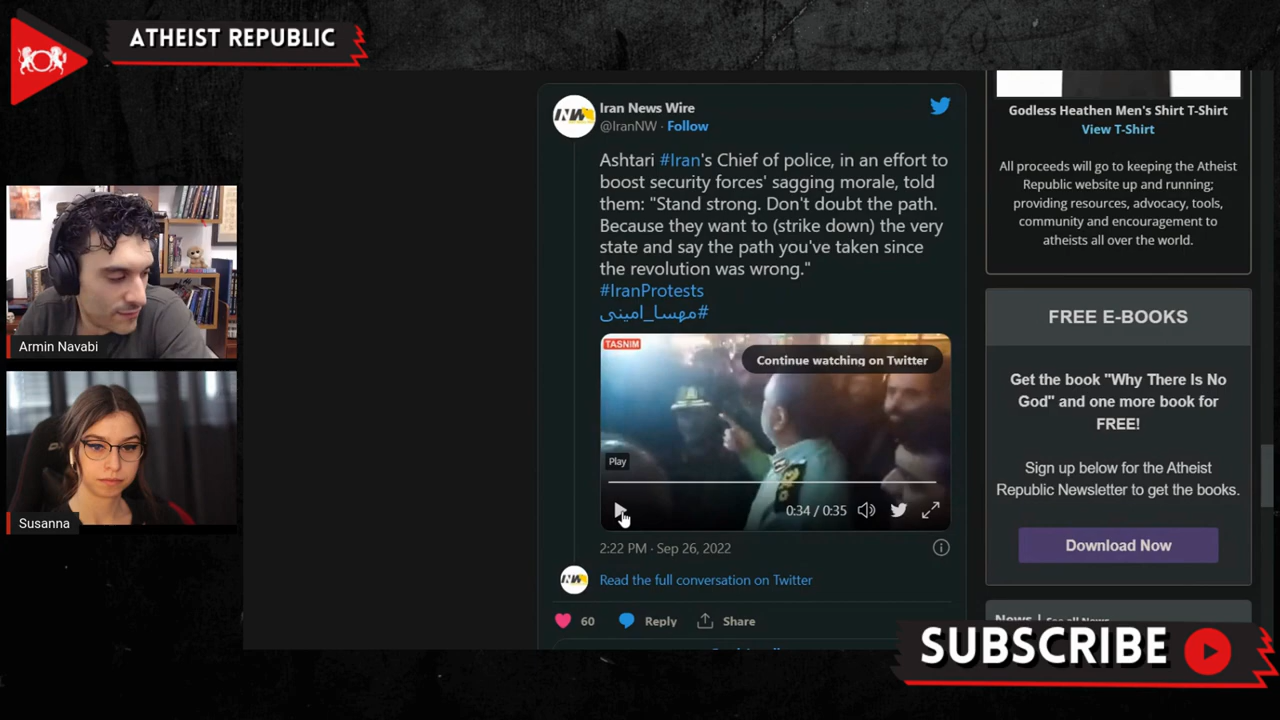 ATHEIST REPUBLIC
Armin Navabi
Susanna
Iran News Wire
@IranNW · Follow
Ashtari #Iran's Chief of police, in an effort to
boost security forces' sagging morale, told
them: "Stand strong. Don't doubt the path.
Because they want to (strike down) the very
state and say the path you've taken since
the revolution was wrong."
#IranProtests
#مهسا_امینی
TASNIM
Continue watching on Twitter
Play
0:34 / 0:35
2:22 PM · Sep 26, 2022
Read the full conversation on Twitter
60
Reply
Share
Godless Heathen Men's Shirt T-Shirt
View T-Shirt
All proceeds will go to keeping the Atheist
Republic website up and running;
providing resources, advocacy, tools,
community and encouragement to
atheists all over the world.
FREE E-BOOKS
Get the book "Why There Is No
God" and one more book for
FREE!
Sign up below for the Atheist
Republic Newsletter to get the books.
Download Now
SUBSCRIBE